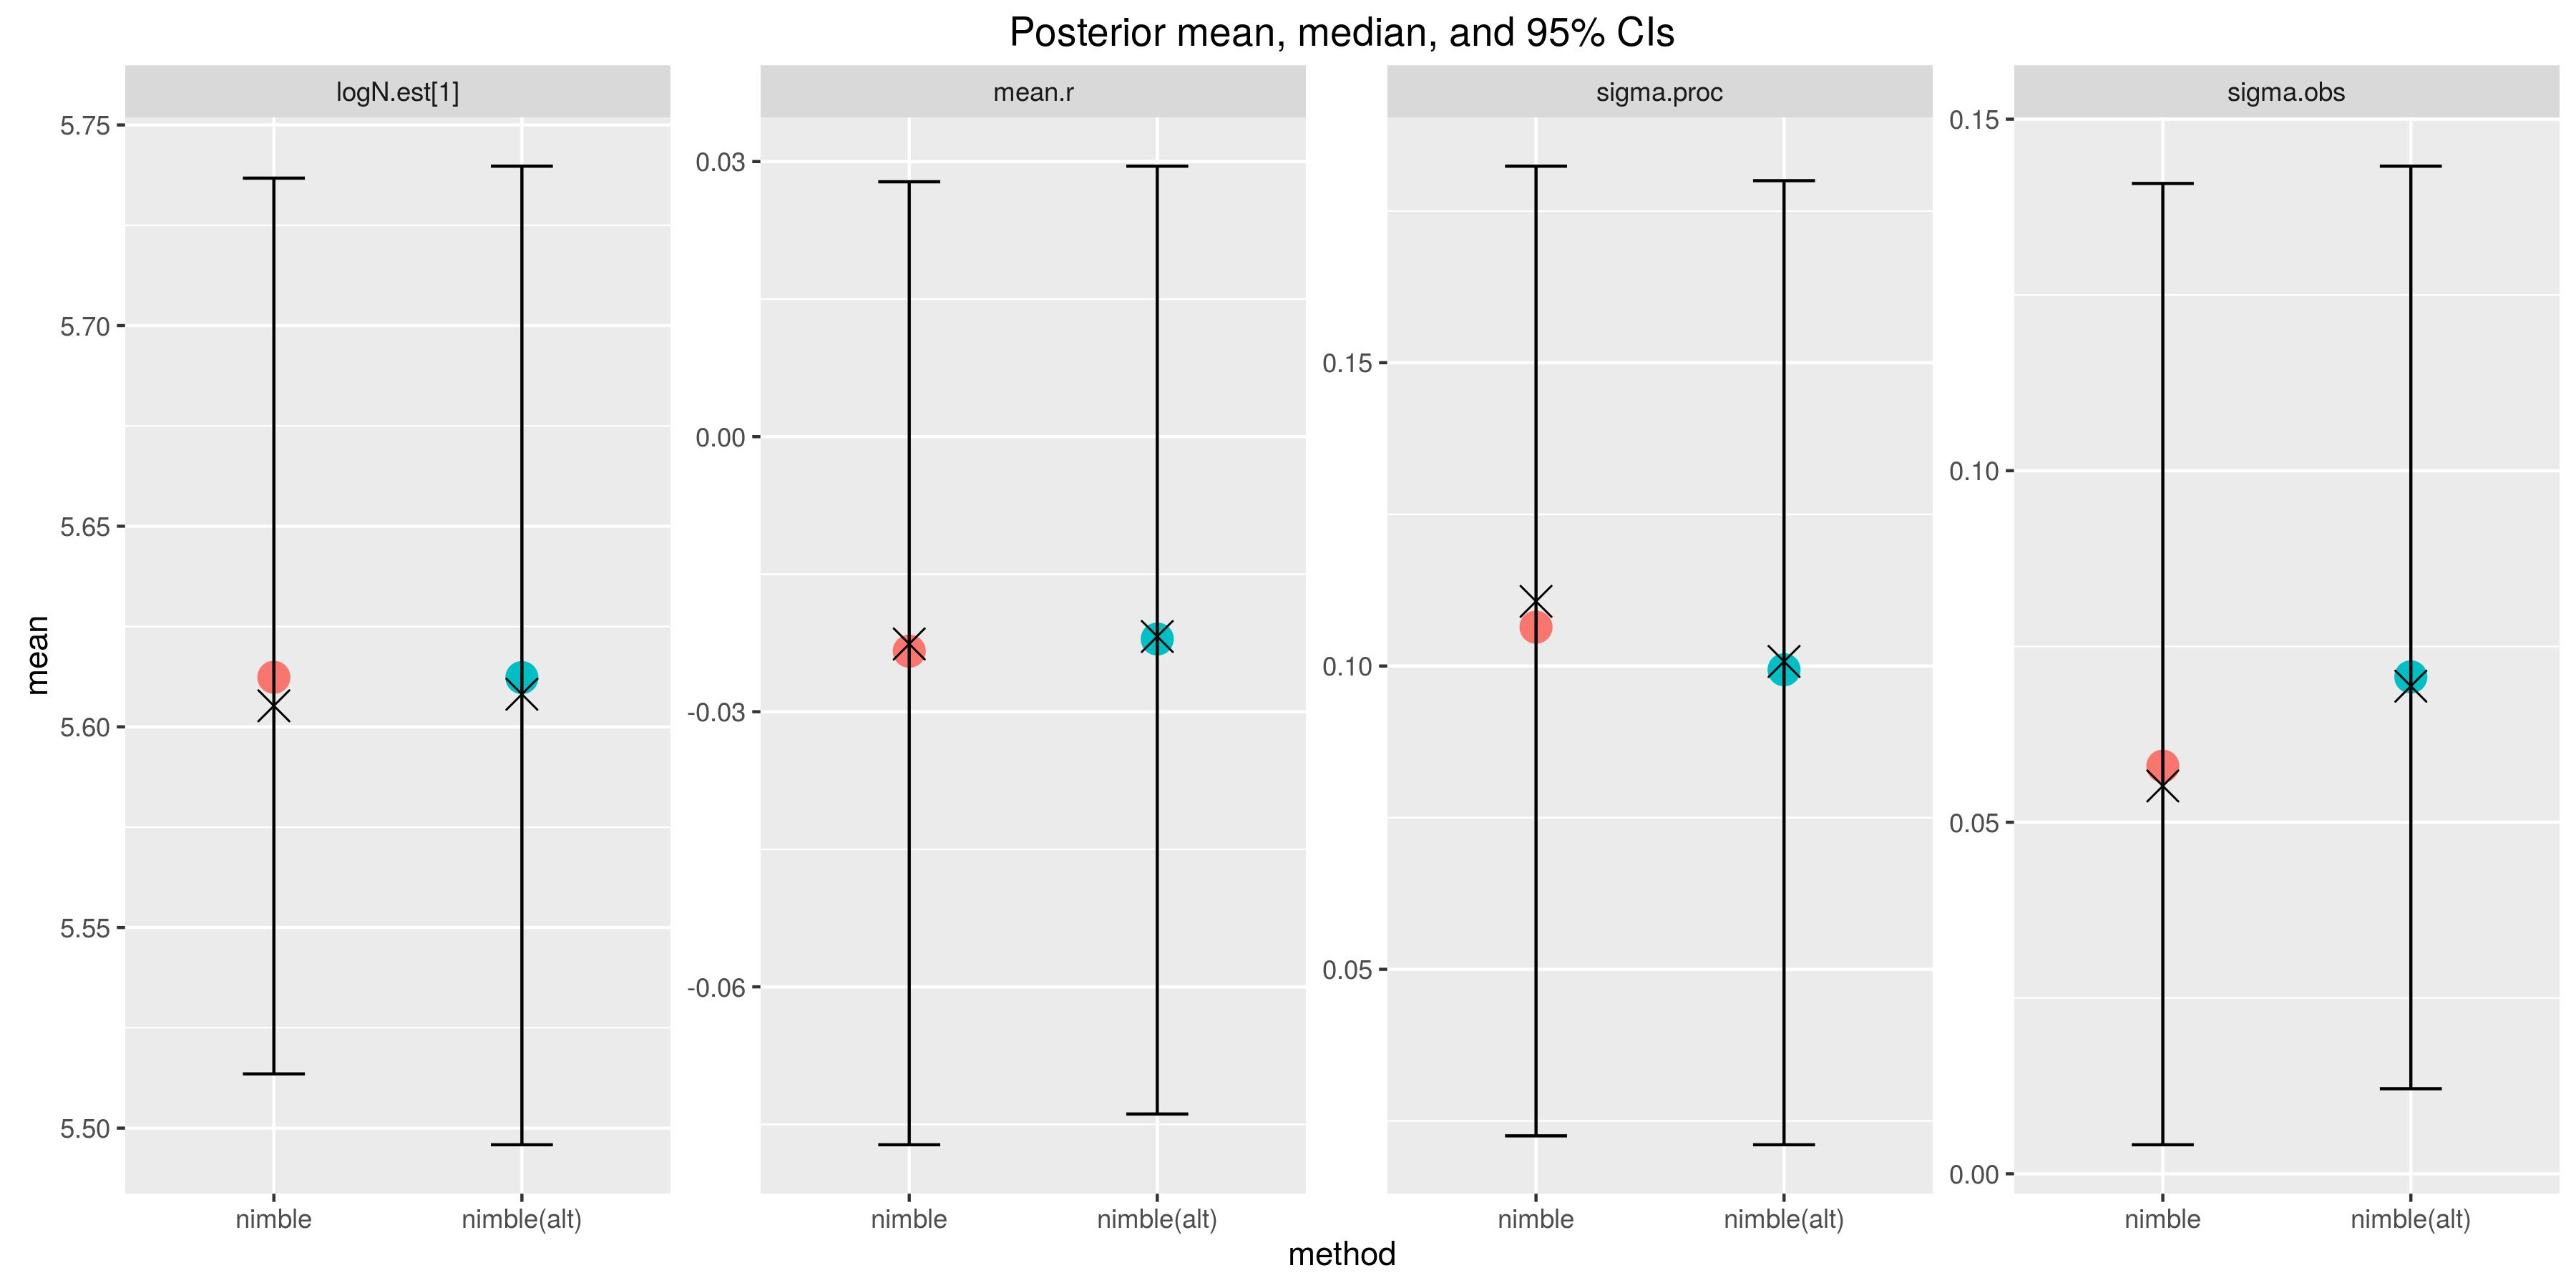 Posterior mean, median, and 95% CIs
logN.est[1]
mean.r
sigma.proc
sigma.obs
mean
5.75
5.70
5.65
5.60
5.55
5.50
0.03
0.00
-0.03
-0.06
0.15
0.10
0.05
0.15
0.10
0.05
0.00
nimble nimble(alt)
nimble nimble(alt)
nimble nimble(alt)
nimble nimble(alt)
method